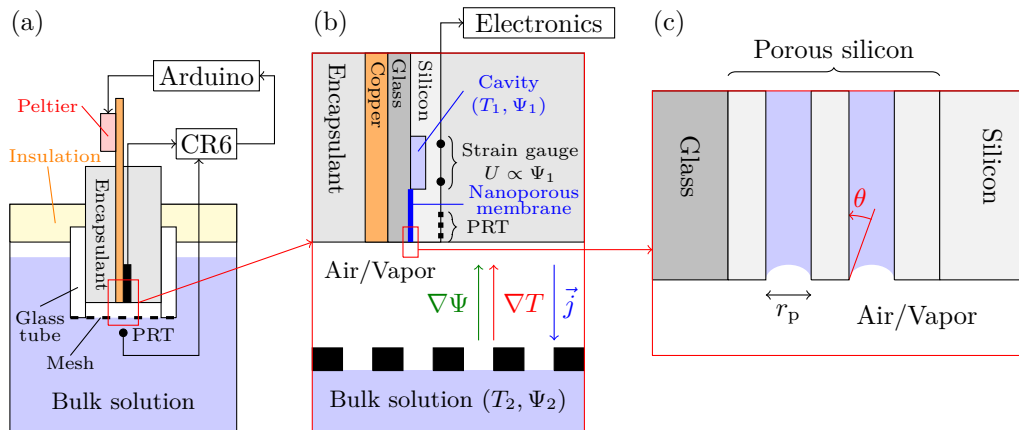 (a)
Arduino
Peltier
CR6
Insulation
Encapsulant
Glass
tube
PRT
Mesh
Bulk solution
(b)
Electronics
Encapsulant
Copper
Glass
Silicon
Cavity
(T₁, Ψ₁)
Strain gauge
U ∝ Ψ₁
Nanoporous
membrane
PRT
Air/Vapor
∇Ψ
∇T
j⃗
Bulk solution (T₂, Ψ₂)
(c)
Porous silicon
Glass
θ
Silicon
rₚ
Air/Vapor